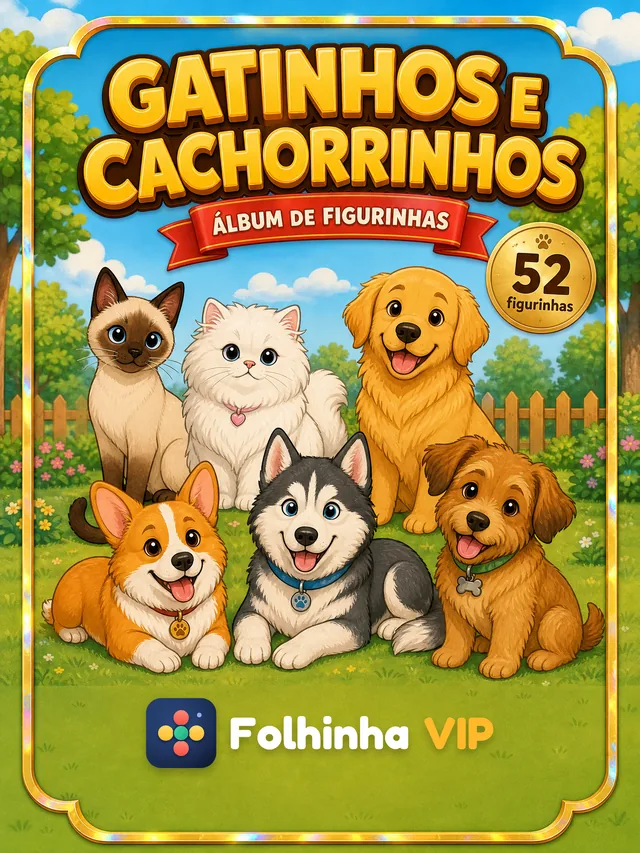 GATINHOS E
CACHORRINHOS
ÁLBUM DE FIGURINHAS
52
figurinhas
Folhinha VIP